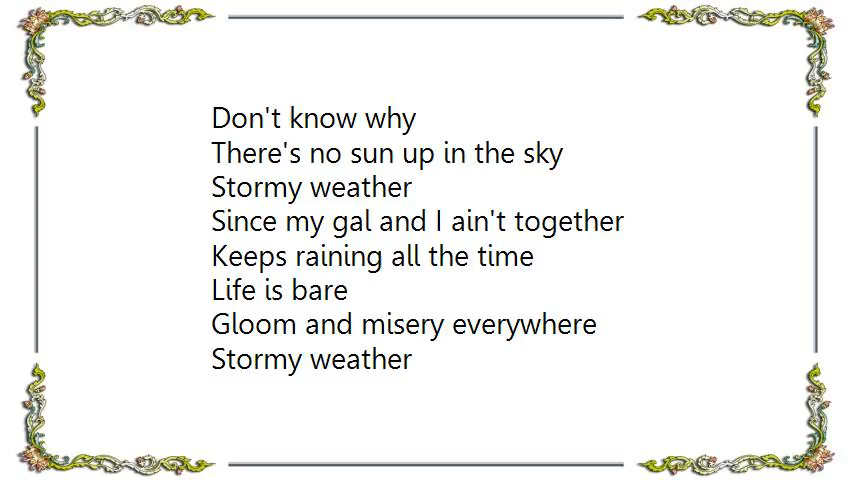 Don't know why
There's no sun up in the sky
Stormy weather
Since my gal and I ain't together
Keeps raining all the time
Life is bare
Gloom and misery everywhere
Stormy weather